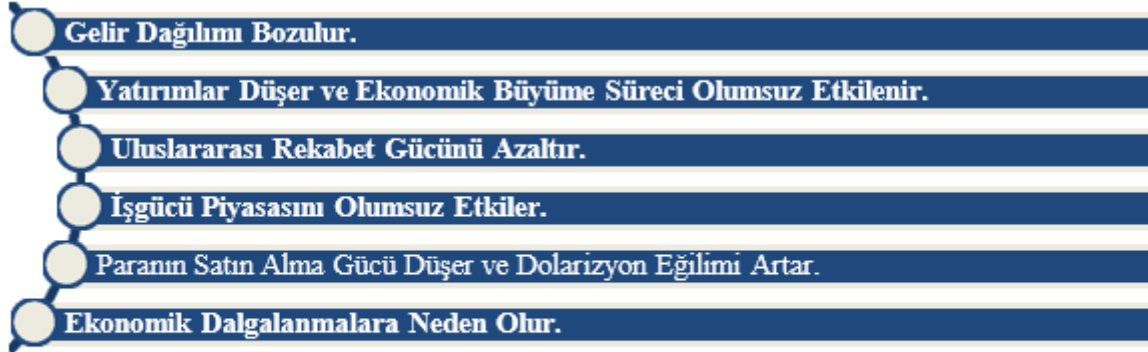 Gelir Dağılımı Bozulur.
Yatırımlar Düşer ve Ekonomik Büyüme Süreci Olumsuz Etkilenir.
Uluslararası Rekabet Gücünü Azaltır.
İşgücü Piyasasını Olumsuz Etkiler.
Paranın Satın Alma Gücü Düşer ve Dolarizyon Eğilimi Artar.
Ekonomik Dalgalanmalara Neden Olur.